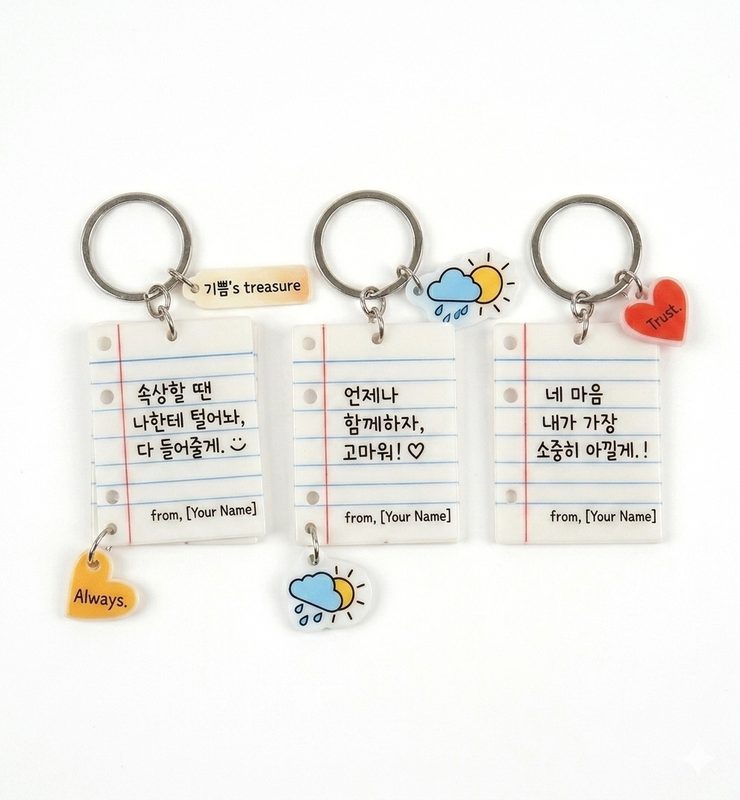 기쁨's treasure
속상할 땐
나한테 털어놔,
다 들어줄게.
from, [Your Name]
Always.
언제나
함께하자,
고마워! ♡
from, [Your Name]
Trust.
네 마음
내가 가장
소중히 아낄게.!
from, [Your Name]